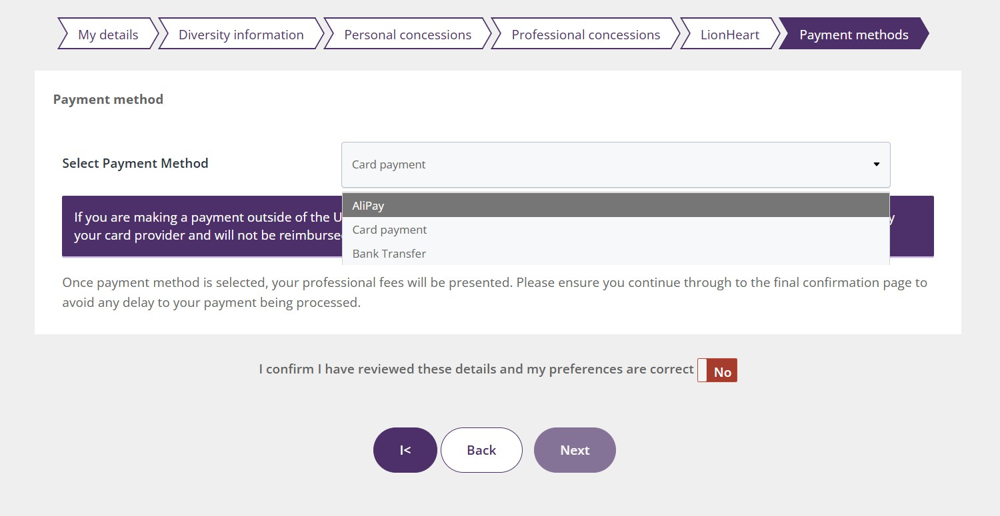 My details
Diversity information
Personal concessions
Professional concessions
LionHeart
Payment methods
Payment method
Select Payment Method
Card payment
AliPay
Card payment
Bank Transfer
If you are making a payment outside of the
your card provider and will not be
Once payment method is selected, your professional fees will be presented. Please ensure you continue through to the final confirmation page to
avoid any delay to your payment being processed.
I confirm I have reviewed these details and my preferences are correct
No
I<
Back
Next